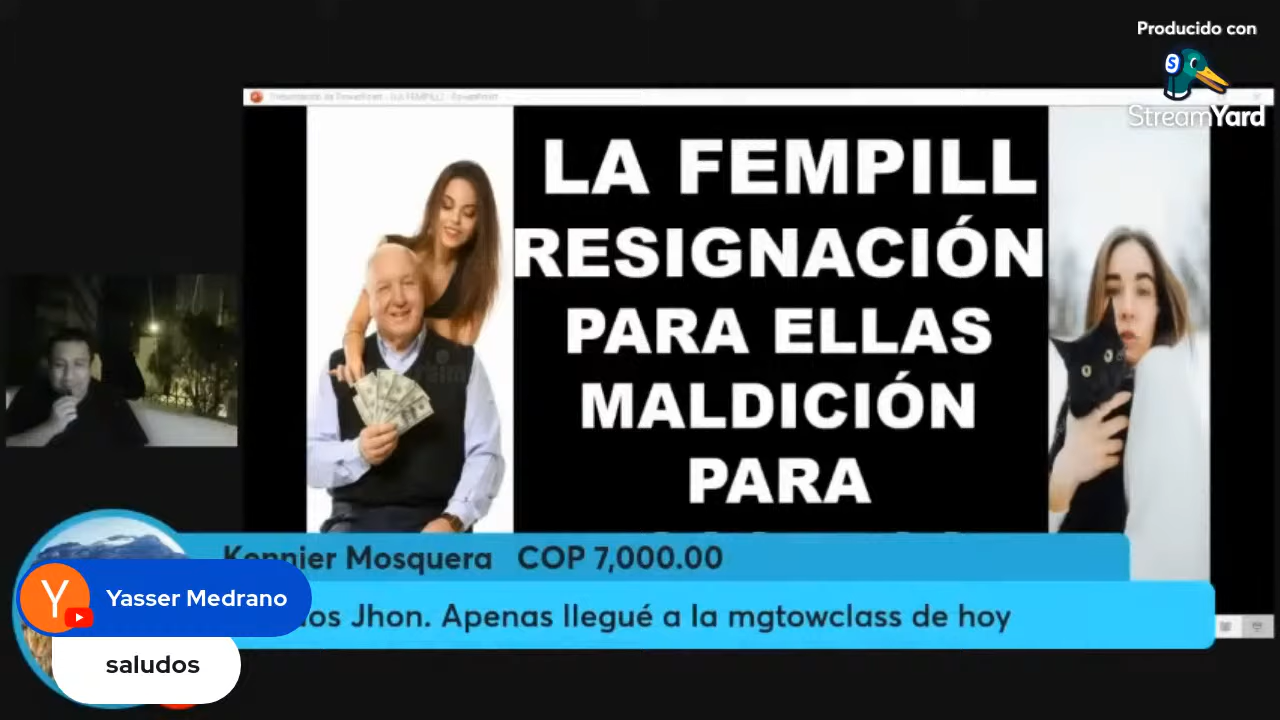 Producido con
StreamYard
LA FEMPILL
RESIGNACIÓN
PARA ELLAS
MALDICIÓN
PARA
Kennier Mosquera COP 7,000.00
Jhon. Apenas llegué a la mgtowclass de hoy
Y Yasser Medrano
saludos